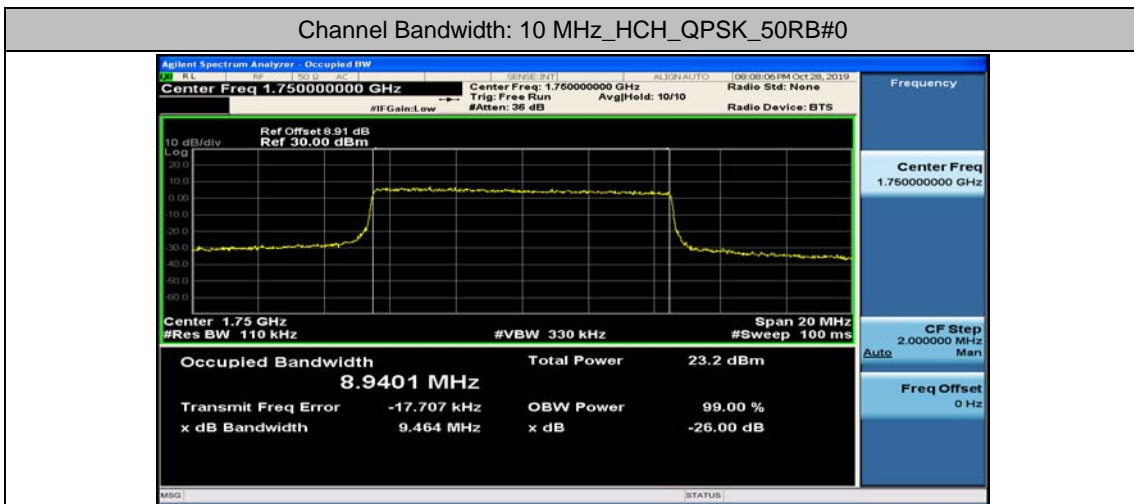 Channel Bandwidth: 10 MHz_HCH_QPSK_50RB#0
Agilent Spectrum Analyzer - Occupied BW
RL RF 50 Ω AC SENSE:INT ALIGN AUTO 08:08:06 PM Oct 28, 2019
Center Freq 1.750000000 GHz Center Freq: 1.750000000 GHz Radio Std: None
Trig: Free Run Avg|Hold: 10/10
#IFGain:Low #Atten: 36 dB Radio Device: BTS
Frequency
Ref Offset 8.91 dB
10 dB/div Ref 30.00 dBm
Log
20.0
10.0
0.00
-10.0
-20.0
-30.0
-40.0
-50.0
-60.0
Center Freq
1.750000000 GHz
Center 1.75 GHz Span 20 MHz
#Res BW 110 kHz #VBW 330 kHz #Sweep 100 ms
CF Step
2.000000 MHz
Auto Man
Occupied Bandwidth Total Power 23.2 dBm
8.9401 MHz
Transmit Freq Error -17.707 kHz OBW Power 99.00 %
x dB Bandwidth 9.464 MHz x dB -26.00 dB
Freq Offset
0 Hz
MSG STATUS